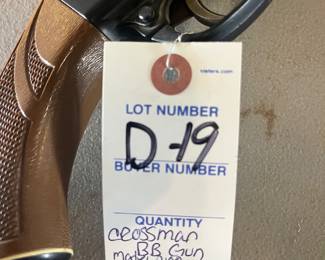 LOT NUMBER
D-19
BUYER NUMBER
QUANTITY
crossman
BB Gun